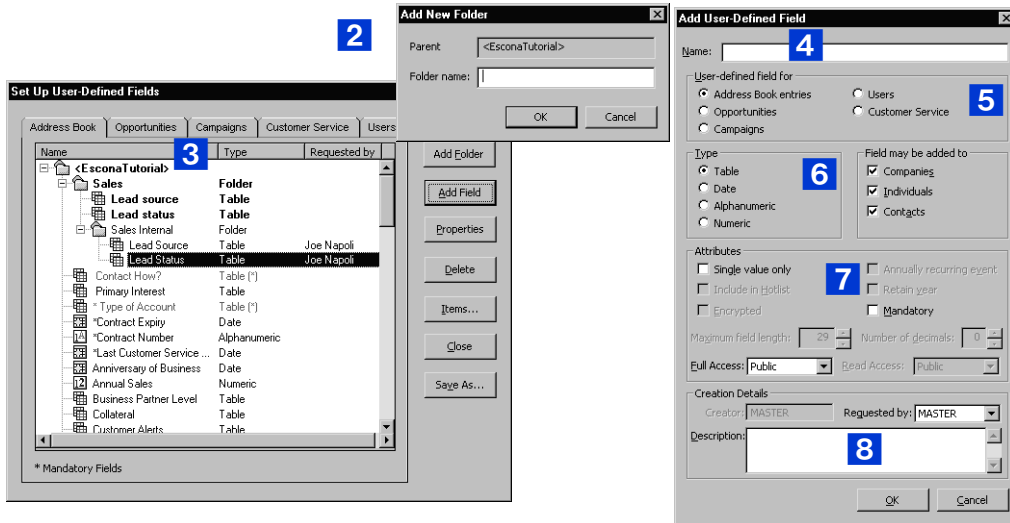 2
Add New Folder
Parent <EsconaTutorial>
Folder name:
OK Cancel
Set Up User-Defined Fields
Address Book Opportunities Campaigns Customer Service Users
3
Name Type Requested by
<EsconaTutorial>
Sales Folder
Lead source Table
Lead status Table
Sales Internal Folder
Lead Source Table Joe Napoli
Lead Status Table Joe Napoli
Contact How? Table (*)
Primary Interest Table
* Type of Account Table (*)
*Contract Expiry Date
*Contract Number Alphanumeric
*Last Customer Service ... Date
Anniversary of Business Date
12 Annual Sales Numeric
Business Partner Level Table
Collateral Table
Customer Alerts Table
* Mandatory Fields
Add Folder
Add Field
Properties
Delete
Items...
Close
Save As...
Add User-Defined Field
4
Name:
User-defined field for
5
Address Book entries Users
Opportunities Customer Service
Campaigns
Type
6
Table
Date
Alphanumeric
Numeric
Field may be added to
Companies
Individuals
Contacts
Attributes
7
Single value only Annually recurring event
Include in Hotlist Retain year
Encrypted Mandatory
Maximum field length: 29 Number of decimals: 0
Full Access: Public Read Access: Public
Creation Details
Creator: MASTER Requested by: MASTER
Description:
8
OK Cancel